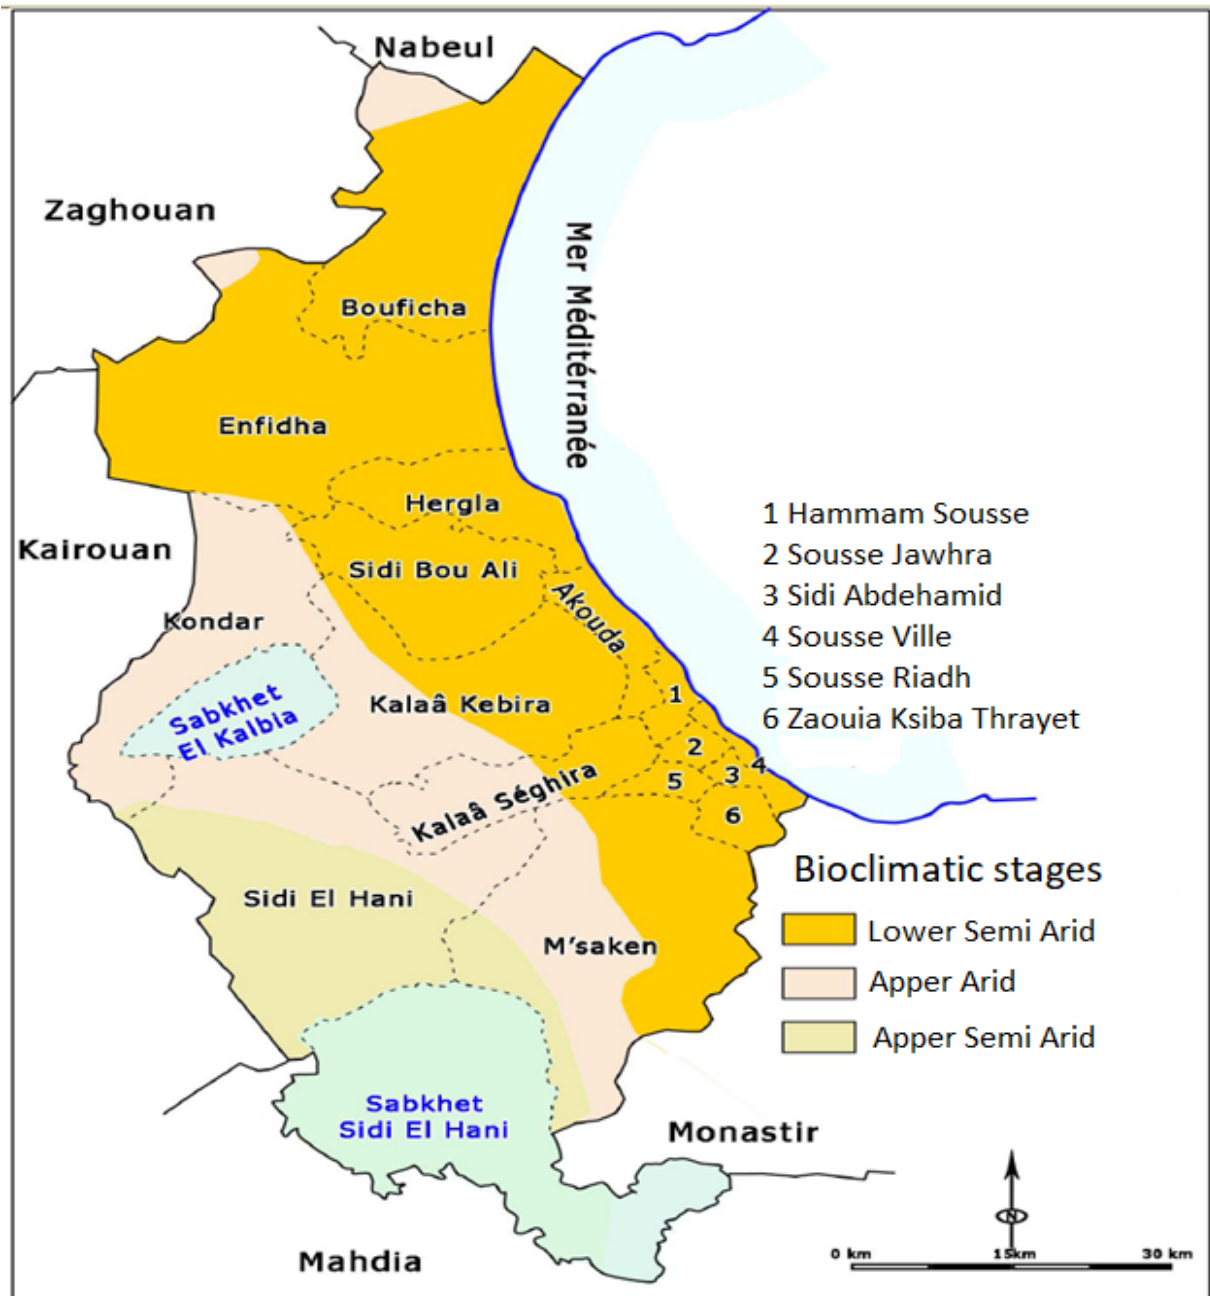 Nabeul
Zaghouan
Mer Méditérranée
Bouficha
Enfidha
Hergla
Kairouan
Sidi Bou Ali
Akouda
Kondar
Sabkhet
El Kalbia
Kalaâ Kebira
1
2
3
4
5
6
Kalaâ Séghira
Sidi El Hani
M'saken
Sabkhet
Sidi El Hani
Monastir
Mahdia
1 Hammam Sousse
2 Sousse Jawhra
3 Sidi Abdehamid
4 Sousse Ville
5 Sousse Riadh
6 Zaouia Ksiba Thrayet
Bioclimatic stages
Lower Semi Arid
Apper Arid
Apper Semi Arid
N
0 km 15km 30 km